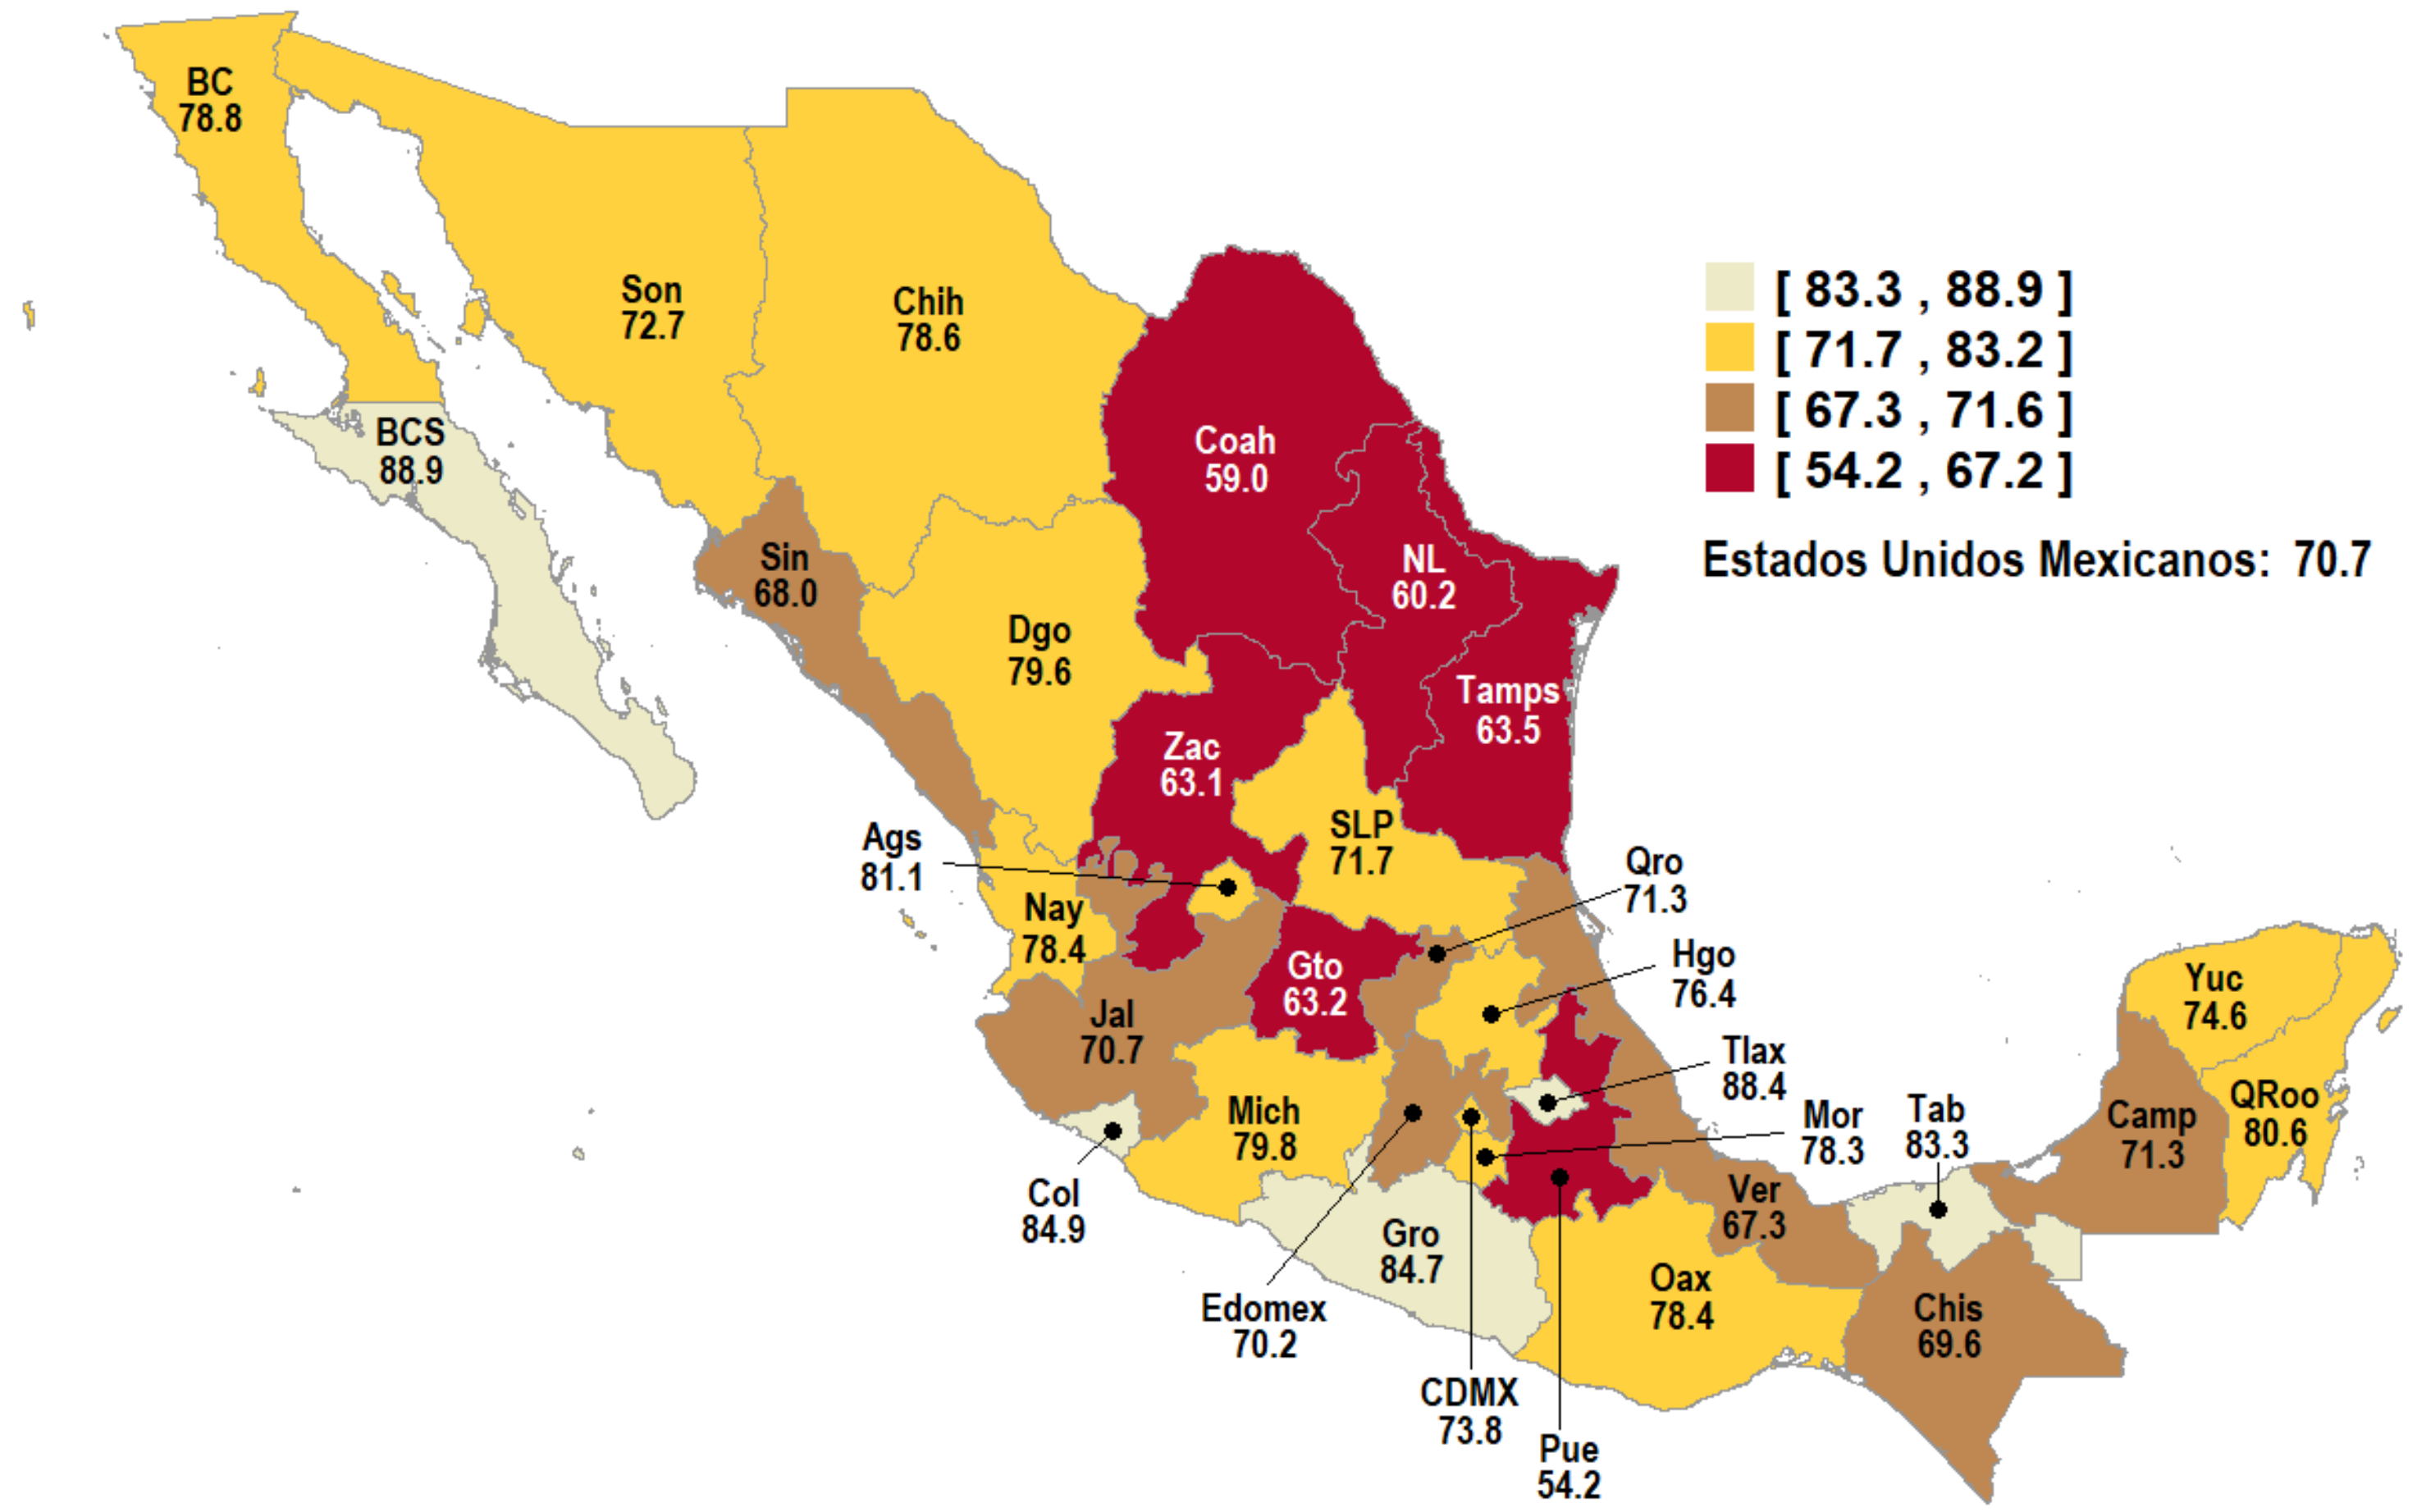 BC
78.8
Son
72.7
Chih
78.6
BCS
88.9
Coah
59.0
[ 83.3 , 88.9 ]
[ 71.7 , 83.2 ]
[ 67.3 , 71.6 ]
[ 54.2 , 67.2 ]
Estados Unidos Mexicanos: 70.7
Sin
68.0
NL
60.2
Dgo
79.6
Tamps
63.5
Zac
63.1
SLP
71.7
Ags
81.1
Qro
71.3
Nay
78.4
Gto
63.2
Hgo
76.4
Yuc
74.6
Jal
70.7
Tlax
88.4
Mich
79.8
Mor
78.3
Tab
83.3
Camp
71.3
QRoo
80.6
Col
84.9
Gro
84.7
Ver
67.3
Edomex
70.2
Oax
78.4
Chis
69.6
CDMX
73.8
Pue
54.2